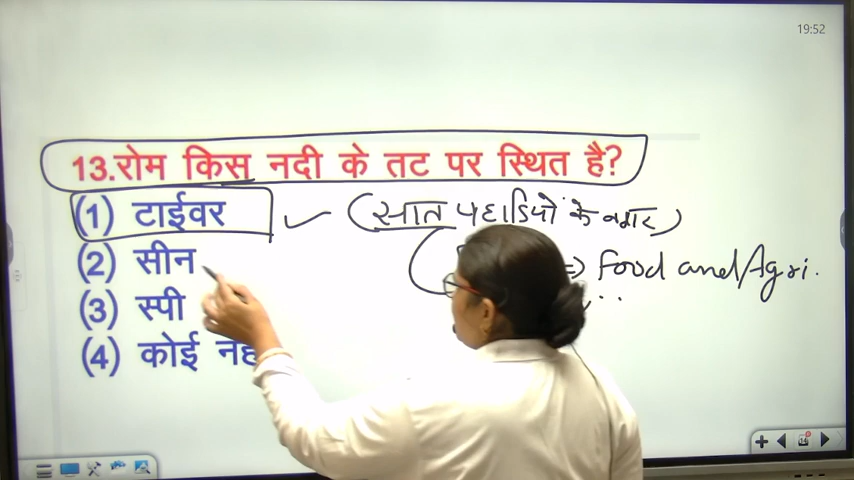 19:52
13.रोम किस नदी के तट पर स्थित है?
(1) टाईवर (सात पहाडियों के नगर)
(2) सीन ⇒ Food and/Agri.
(3) स्पी
(4) कोई नह